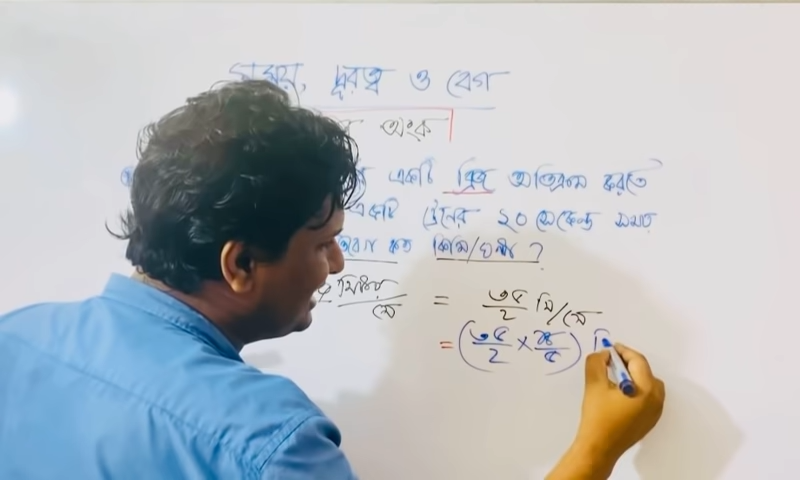 সময়, দূরত্ব ও বেগ
অংক
একটি ব্রিজ অতিক্রম করতে
একটি ট্রেনের ২০ সেকেন্ড সময়
কত কিমি/ঘন্টা ?
মিটার/সে = ৩৫/২ মি/সে
= (৩৫/২ × ১৮/৫)